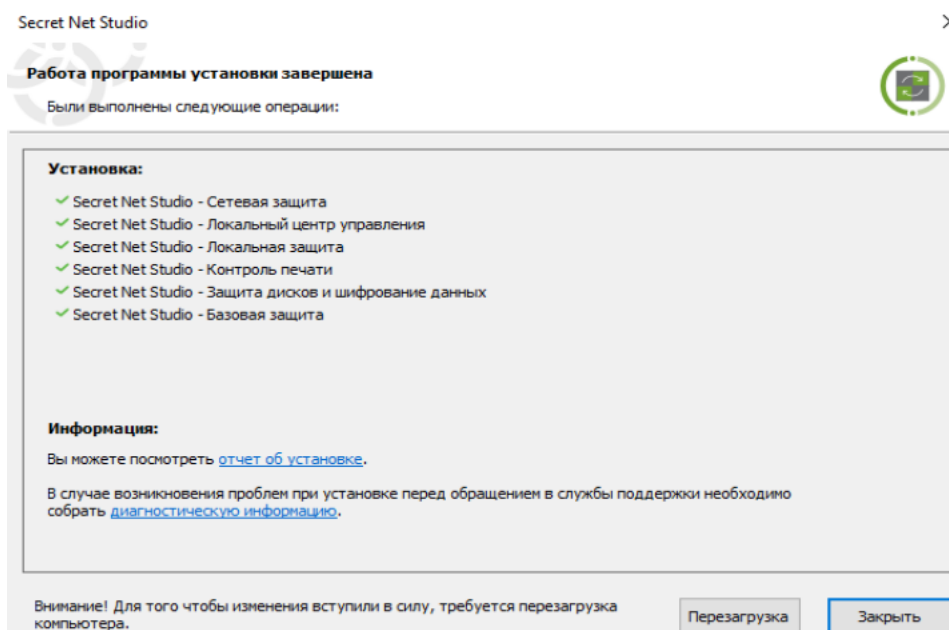 Secret Net Studio
Работа программы установки завершена
Были выполнены следующие операции:
Установка:
Secret Net Studio - Сетевая защита
Secret Net Studio - Локальный центр управления
Secret Net Studio - Локальная защита
Secret Net Studio - Контроль печати
Secret Net Studio - Защита дисков и шифрование данных
Secret Net Studio - Базовая защита
Информация:
Вы можете посмотреть отчет об установке.
В случае возникновения проблем при установке перед обращением в службы поддержки необходимо
собрать диагностическую информацию.
Внимание! Для того чтобы изменения вступили в силу, требуется перезагрузка
компьютера.
Перезагрузка
Закрыть